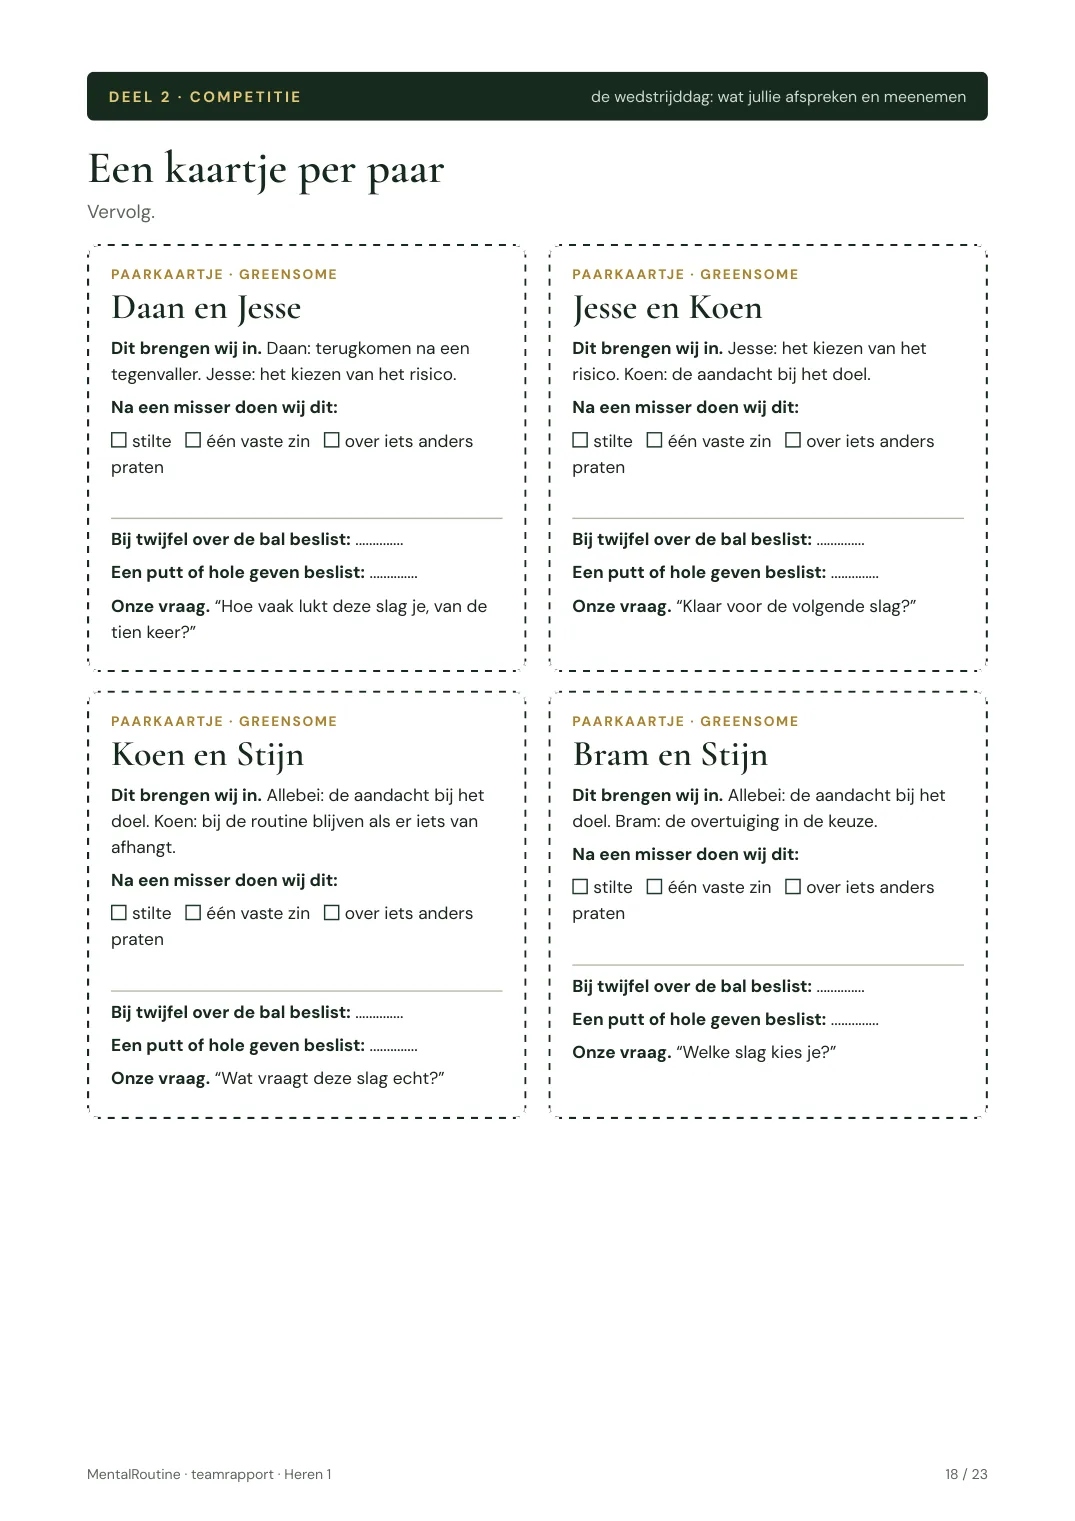 DEEL 2 · COMPETITIE
de wedstrijddag: wat jullie afspreken en meenemen
Een kaartje per paar
Vervolg.
PAARKAARTJE · GREENSOME
Daan en Jesse
Dit brengen wij in. Daan: terugkomen na een
tegenvaller. Jesse: het kiezen van het risico.
Na een misser doen wij dit:
☐ stilte ☐ één vaste zin ☐ over iets anders
praten
Bij twijfel over de bal beslist: ..............
Een putt of hole geven beslist: ..............
Onze vraag. “Hoe vaak lukt deze slag je, van de
tien keer?”
PAARKAARTJE · GREENSOME
Jesse en Koen
Dit brengen wij in. Jesse: het kiezen van het
risico. Koen: de aandacht bij het doel.
Na een misser doen wij dit:
☐ stilte ☐ één vaste zin ☐ over iets anders
praten
Bij twijfel over de bal beslist: ..............
Een putt of hole geven beslist: ..............
Onze vraag. “Klaar voor de volgende slag?”
PAARKAARTJE · GREENSOME
Koen en Stijn
Dit brengen wij in. Allebei: de aandacht bij het
doel. Koen: bij de routine blijven als er iets van
afhangt.
Na een misser doen wij dit:
☐ stilte ☐ één vaste zin ☐ over iets anders
praten
Bij twijfel over de bal beslist: ..............
Een putt of hole geven beslist: ..............
Onze vraag. “Wat vraagt deze slag echt?”
PAARKAARTJE · GREENSOME
Bram en Stijn
Dit brengen wij in. Allebei: de aandacht bij het
doel. Bram: de overtuiging in de keuze.
Na een misser doen wij dit:
☐ stilte ☐ één vaste zin ☐ over iets anders
praten
Bij twijfel over de bal beslist: ..............
Een putt of hole geven beslist: ..............
Onze vraag. “Welke slag kies je?”
MentalRoutine · teamrapport · Heren 1
18 / 23